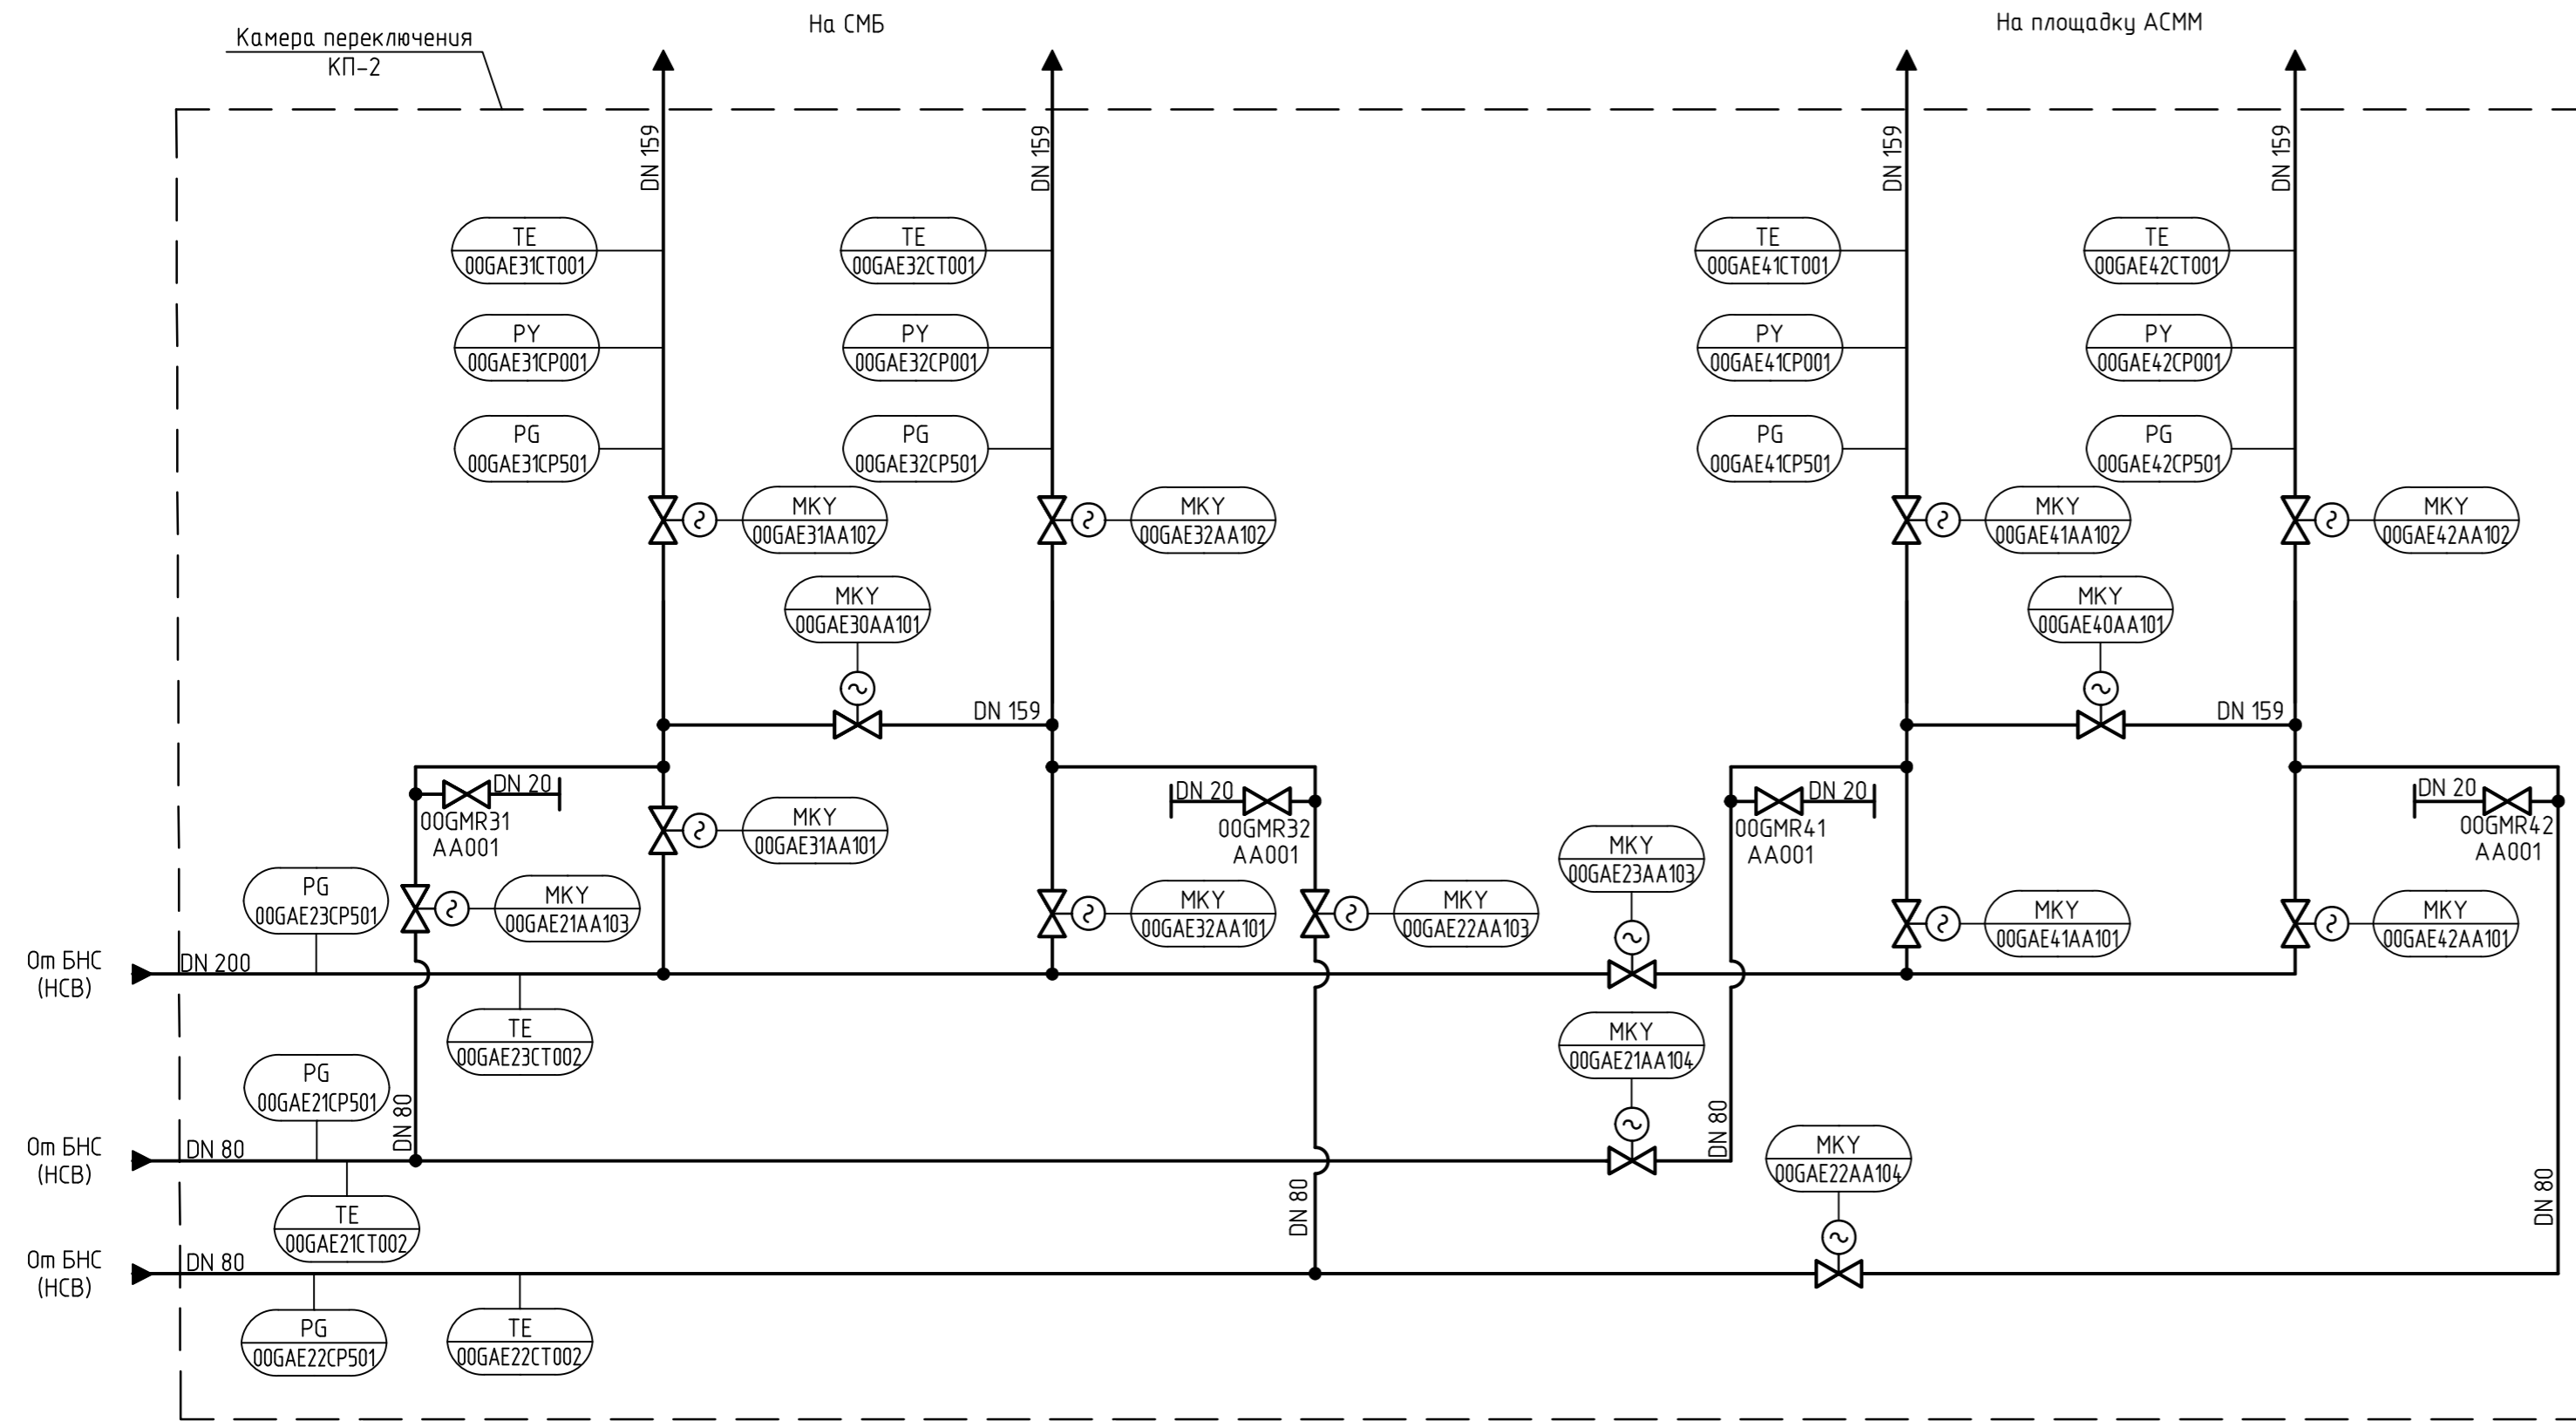 На СМБ
На площадку АСММ
Камера переключения
КП-2
DN 159
DN 159
DN 159
DN 159
TE
00GAE31CT001
TE
00GAE32CT001
TE
00GAE41CT001
TE
00GAE42CT001
PY
00GAE31CP001
PY
00GAE32CP001
PY
00GAE41CP001
PY
00GAE42CP001
PG
00GAE31CP501
PG
00GAE32CP501
PG
00GAE41CP501
PG
00GAE42CP501
MKY
00GAE31AA102
MKY
00GAE32AA102
MKY
00GAE41AA102
MKY
00GAE42AA102
MKY
00GAE30AA101
MKY
00GAE40AA101
DN 159
DN 159
DN 20
00GMR31
AA001
MKY
00GAE31AA101
DN 20
00GMR32
AA001
DN 20
00GMR41
AA001
DN 20
00GMR42
AA001
MKY
00GAE23AA103
PG
00GAE23CP501
MKY
00GAE21AA103
MKY
00GAE32AA101
MKY
00GAE22AA103
MKY
00GAE41AA101
MKY
00GAE42AA101
От БНС
(НСВ)
DN 200
TE
00GAE23CT002
MKY
00GAE21AA104
PG
00GAE21CP501
DN 80
DN 80
От БНС
(НСВ)
DN 80
MKY
00GAE22AA104
TE
00GAE21CT002
DN 80
DN 80
От БНС
(НСВ)
DN 80
PG
00GAE22CP501
TE
00GAE22CT002